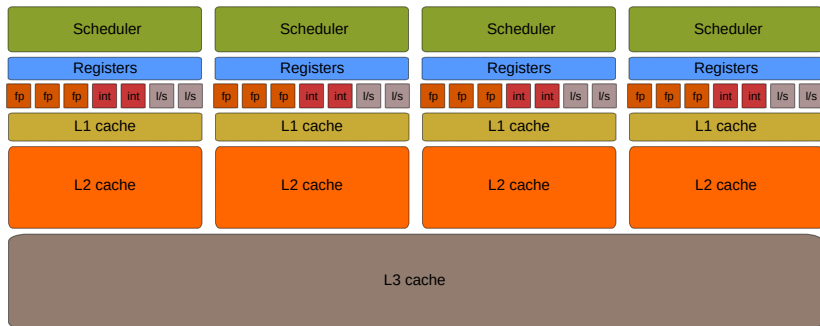 Scheduler Scheduler Scheduler Scheduler
Registers Registers Registers Registers
fp fp fp int int l/s l/s fp fp fp int int l/s l/s fp fp fp int int l/s l/s fp fp fp int int l/s l/s
L1 cache L1 cache L1 cache L1 cache
L2 cache L2 cache L2 cache L2 cache
L3 cache